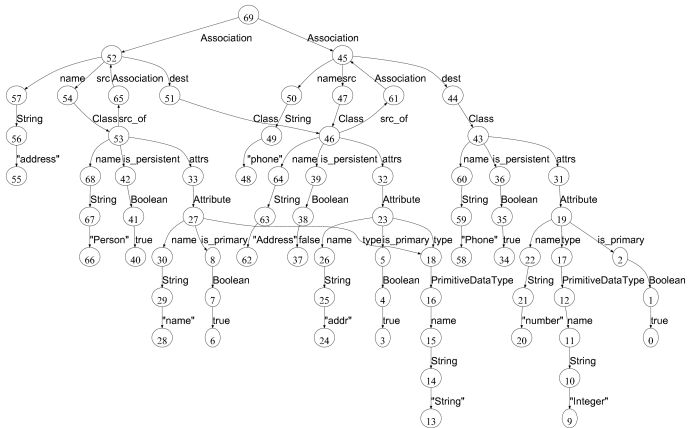 69
Association Association
52 45
name src Association dest name src Association dest
57 54 65 51 50 47 61 44
String Class src_of Class String Class src_of Class
56 53 49 46 43
"address" name is_persistent attrs "phone" name is_persistent attrs name is_persistent attrs
55 68 42 33 48 64 39 32 60 36 31
String Boolean Attribute String Boolean Attribute String Boolean Attribute
67 41 27 63 38 23 59 35 19
"Person" true name is_primary type "Address" false name is_primary type "Phone" true name type is_primary
66 40 30 8 62 37 26 5 18 58 34 22 17 2
String Boolean String Boolean PrimitiveDataType String PrimitiveDataType Boolean
29 7 25 4 16 21 12 1
"name" true "addr" true name "number" name true
28 6 24 3 15 20 11 0
String String
14 10
"String" "Integer"
13 9